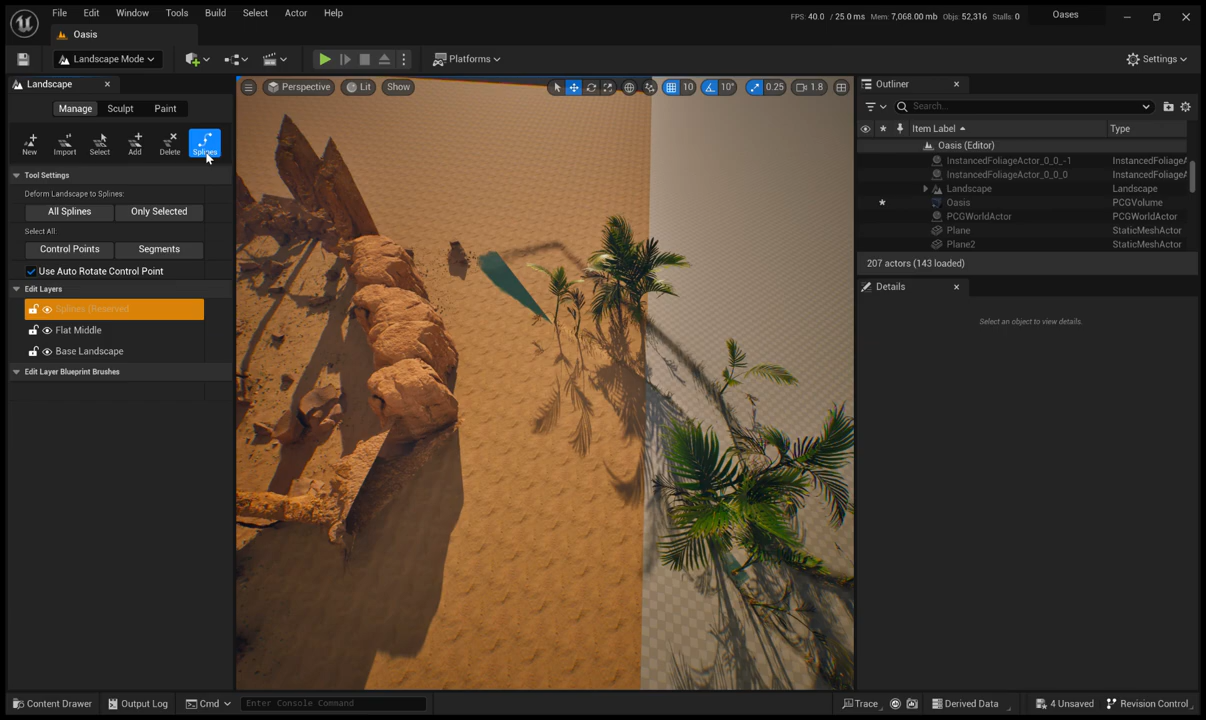 File Edit Window Tools Build Select Actor Help
FPS: 40.0 / 25.0 ms Mem: 7,068.00 mb Objs: 52,316 Stalls: 0
Oases
Oasis
Landscape Mode
Platforms
Settings
Landscape
Manage Sculpt Paint
New Import Select Add Delete Splines
Tool Settings
Deform Landscape to Splines:
All Splines Only Selected
Select All:
Control Points Segments
Use Auto Rotate Control Point
Edit Layers
Splines (Reserved
Flat Middle
Base Landscape
Edit Layer Blueprint Brushes
Perspective Lit Show
10 10° 0.25 1.8
Outliner
Search...
Item Label Type
Oasis (Editor)
InstancedFoliageActor_0_0_-1 InstancedFoliageA
InstancedFoliageActor_0_0_0 InstancedFoliageA
Landscape Landscape
Oasis PCGVolume
PCGWorldActor PCGWorldActor
Plane StaticMeshActor
Plane2 StaticMeshActor
207 actors (143 loaded)
Details
Select an object to view details.
Content Drawer Output Log Cmd Enter Console Command
Trace Derived Data 4 Unsaved Revision Control